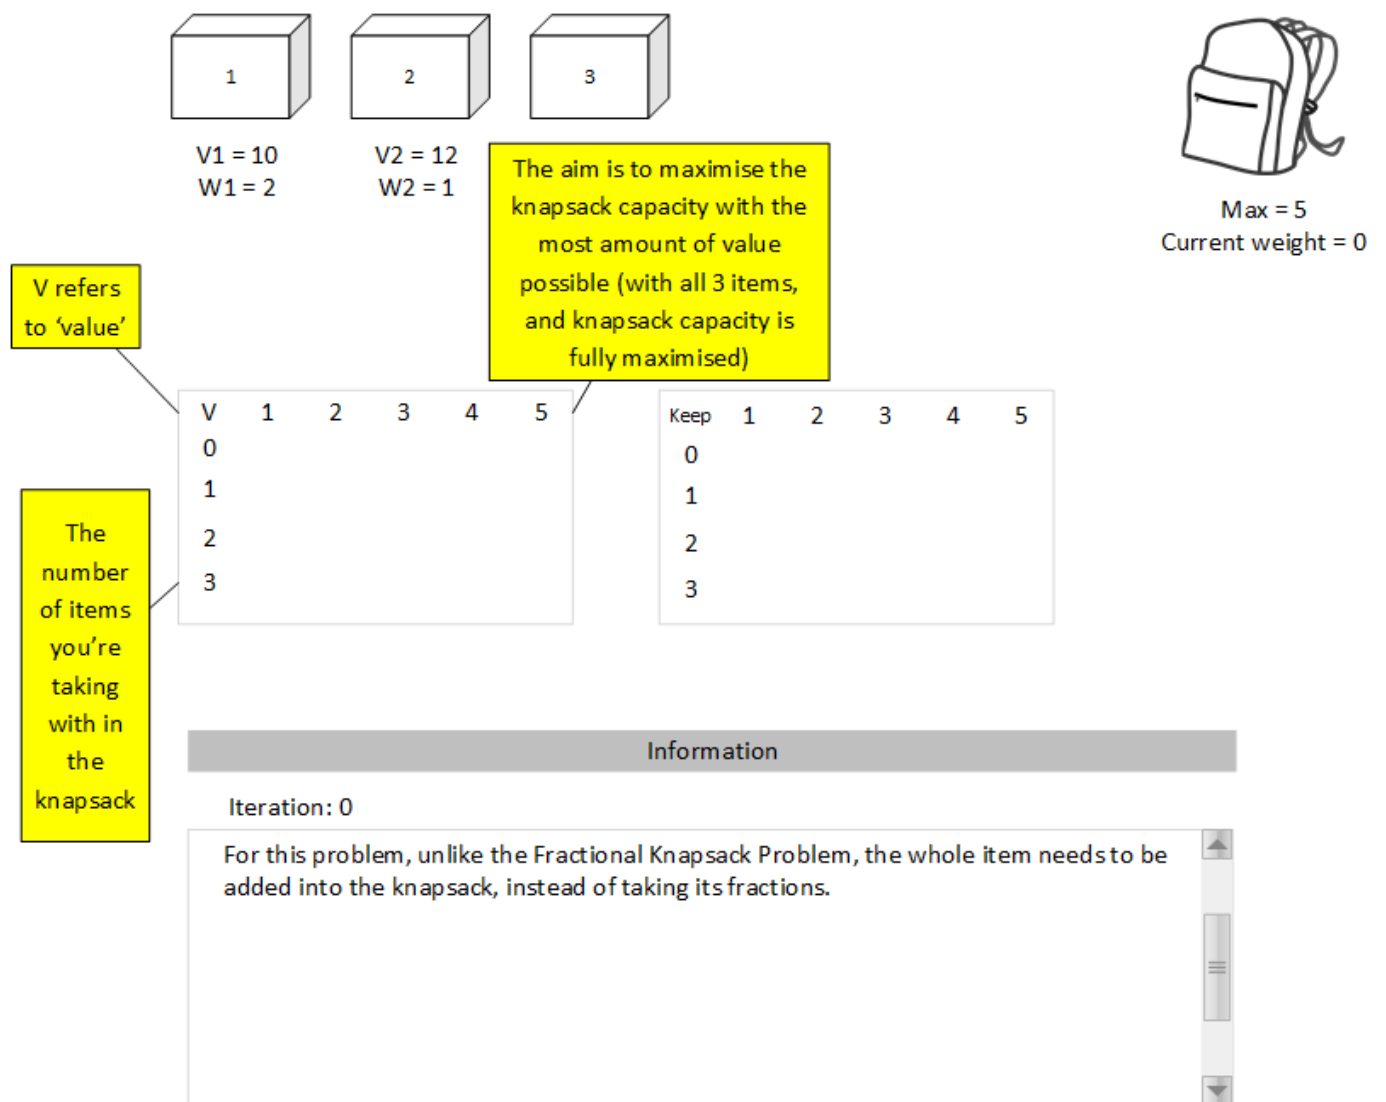 1
2
3
V1 = 10
W1 = 2
V2 = 12
W2 = 1
The aim is to maximise the
knapsack capacity with the
most amount of value
possible (with all 3 items,
and knapsack capacity is
fully maximised)
Max = 5
Current weight = 0
V refers
to ‘value’
V 1 2 3 4 5
0
1
2
3
Keep 1 2 3 4 5
0
1
2
3
The
number
of items
you’re
taking
with in
the
knapsack
Information
Iteration: 0
For this problem, unlike the Fractional Knapsack Problem, the whole item needs to be
added into the knapsack, instead of taking its fractions.